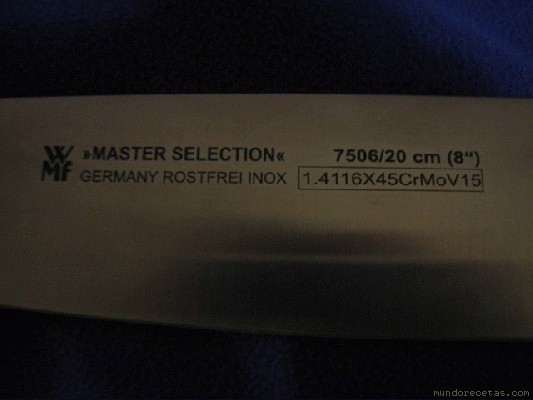 WMF »MASTER SELECTION« 7506/20 cm (8“)
GERMANY ROSTFREI INOX 1.4116X45CrMoV15
mundorecetas.com